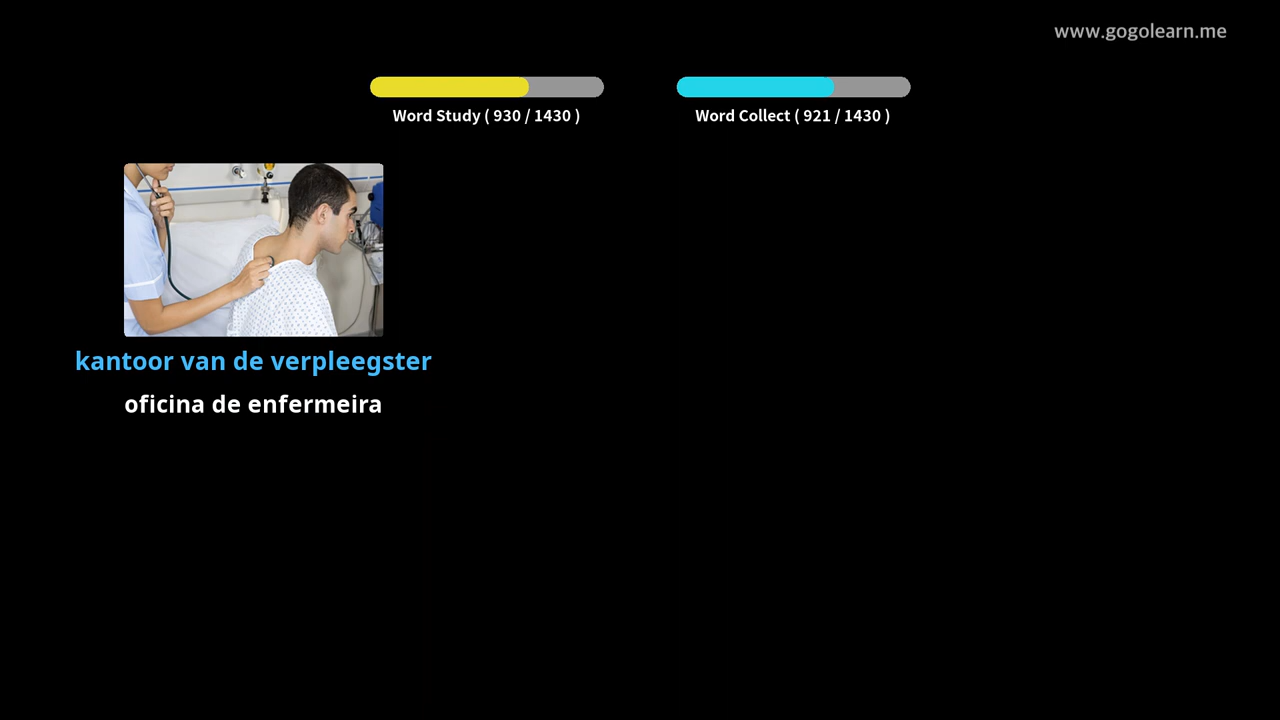 www.gogolearn.me
Word Study ( 930 / 1430 )
Word Collect ( 921 / 1430 )
kantoor van de verpleegster
oficina de enfermeira